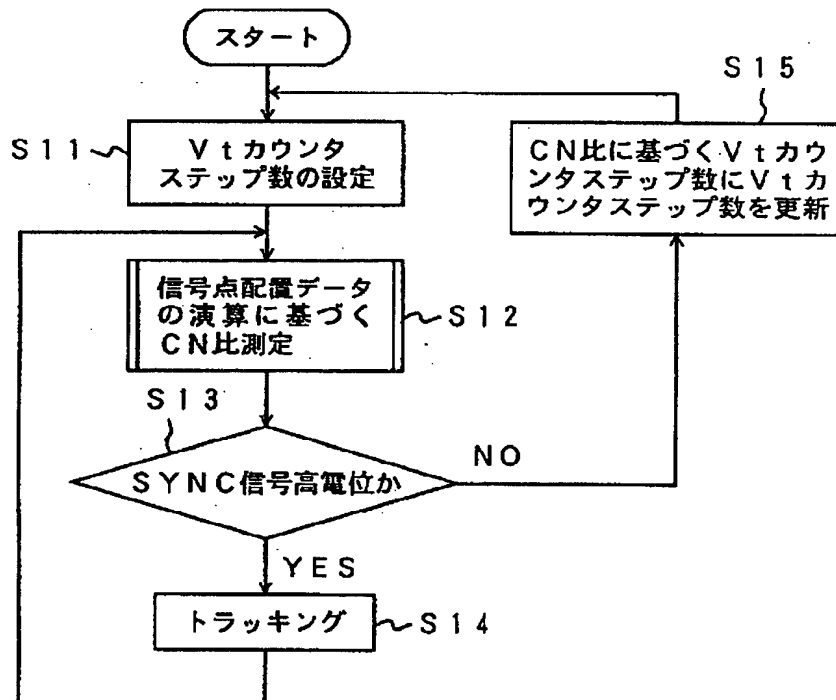 スタート
S15
S11
Vtカウンタ
ステップ数の設定
CN比に基づくVtカウ
ンタステップ数にVtカ
ウンタステップ数を更新
信号点配置データ
の演算に基づく
CN比測定
S12
S13
SYNC信号高電位か
NO
YES
トラッキング
S14